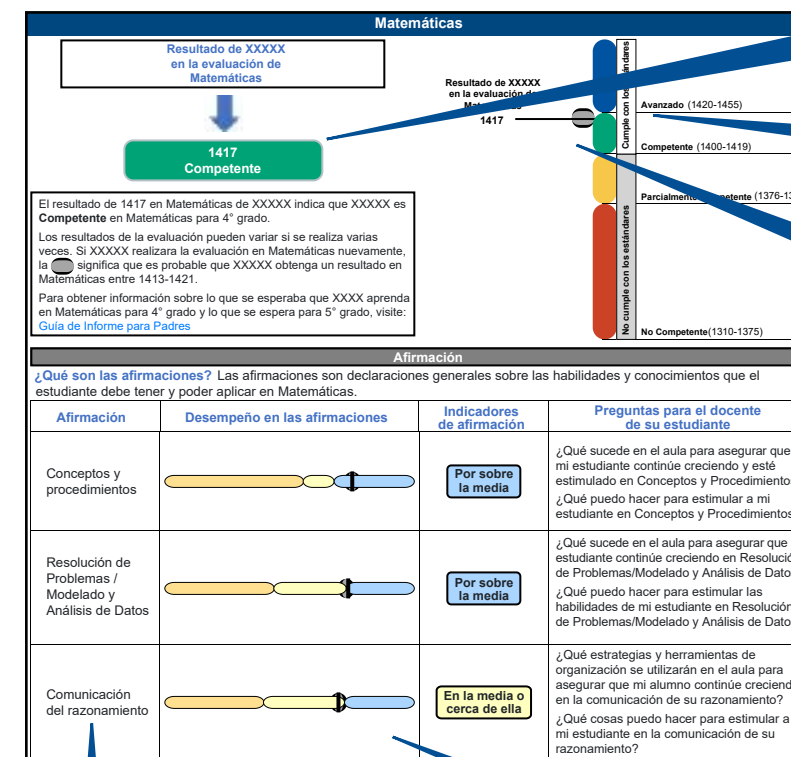 Matemáticas
Resultado de XXXXX
en la evaluación de
Matemáticas
1417
Competente
El resultado de 1417 en Matemáticas de XXXXX indica que XXXXX es
Competente en Matemáticas para 4° grado.
Los resultados de la evaluación pueden variar si se realiza varias
veces. Si XXXXX realizara la evaluación en Matemáticas nuevamente,
la significa que es probable que XXXXX obtenga un resultado en
Matemáticas entre 1413-1421.
Para obtener información sobre lo que se esperaba que XXXX aprenda
en Matemáticas para 4° grado y lo que se espera para 5° grado, visite:
Guía de Informe para Padres
Resultado de XXXXX
en la evaluación de
1417
Cumple con los estándares
No cumple con los estándares
Avanzado (1420-1455)
Competente (1400-1419)
Parcialmente (1376-
No Competente(1310-1375)
Afirmación
¿Qué son las afirmaciones? Las afirmaciones son declaraciones generales sobre las habilidades y conocimientos que el
estudiante debe tener y poder aplicar en Matemáticas.
Afirmación
Desempeño en las afirmaciones
Indicadores
de afirmación
Preguntas para el docente
de su estudiante
Conceptos y
procedimientos
Por sobre
la media
¿Qué sucede en el aula para asegurar que
mi estudiante continúe creciendo y esté
estimulado en Conceptos y Procedimiento
¿Qué puedo hacer para estimular a mi
estudiante en Conceptos y Procedimientos
Resolución de
Problemas /
Modelado y
Análisis de Datos
Por sobre
la media
¿Qué sucede en el aula para asegurar que
estudiante continúe creciendo en Resoluci
de Problemas/Modelado y Análisis de Dato
¿Qué puedo hacer para estimular las
habilidades de mi estudiante en Resolución
de Problemas/Modelado y Análisis de Dato
Comunicación
del razonamiento
En la media o
cerca de ella
¿Qué estrategias y herramientas de
organización se utilizarán en el aula para
asegurar que mi alumno continúe creciend
en la comunicación de su razonamiento?
¿Qué cosas puedo hacer para estimular a
mi estudiante en la comunicación de su
razonamiento?